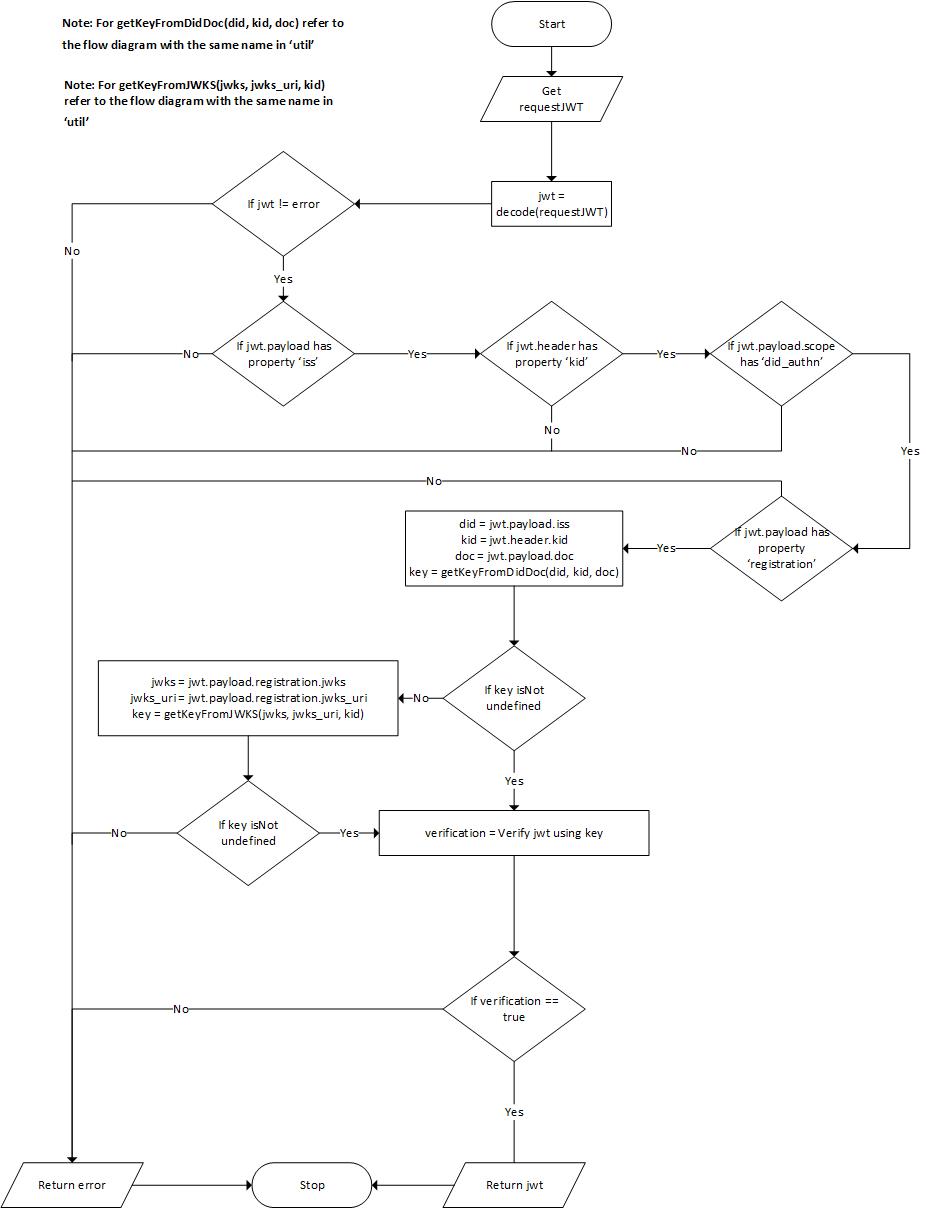 Note: For getKeyFromDidDoc(did, kid, doc) refer to
the flow diagram with the same name in ‘util’
Note: For getKeyFromJWKS(jwks, jwks_uri, kid)
refer to the flow diagram with the same name in
‘util’
Start
Get
requestJWT
jwt =
decode(requestJWT)
If jwt != error
No
Yes
If jwt.payload has
property ‘iss’
No
Yes
If jwt.header has
property ‘kid’
Yes
No
If jwt.payload.scope
has ‘did_authn’
No
Yes
If jwt.payload has
property
‘registration’
No
Yes
did = jwt.payload.iss
kid = jwt.header.kid
doc = jwt.payload.doc
key = getKeyFromDidDoc(did, kid, doc)
If key isNot
undefined
No
Yes
jwks = jwt.payload.registration.jwks
jwks_uri = jwt.payload.registration.jwks_uri
key = getKeyFromJWKS(jwks, jwks_uri, kid)
If key isNot
undefined
No
Yes
verification = Verify jwt using key
If verification ==
true
No
Yes
Return error
Stop
Return jwt